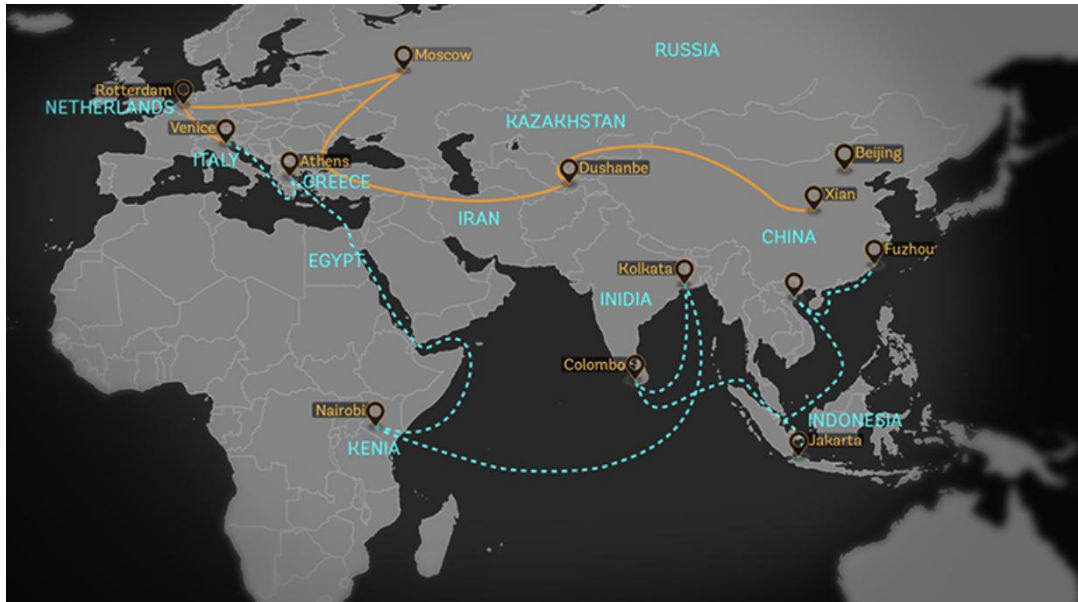 Moscow
RUSSIA
Rotterdam
NETHERLANDS
KAZAKHSTAN
Venice
ITALY
Athens
GREECE
Dushanbe
Beijing
Xian
IRAN
CHINA
Fuzhou
EGYPT
Kolkata
INIDIA
Colombo
Nairobi
KENIA
INDONESIA
Jakarta